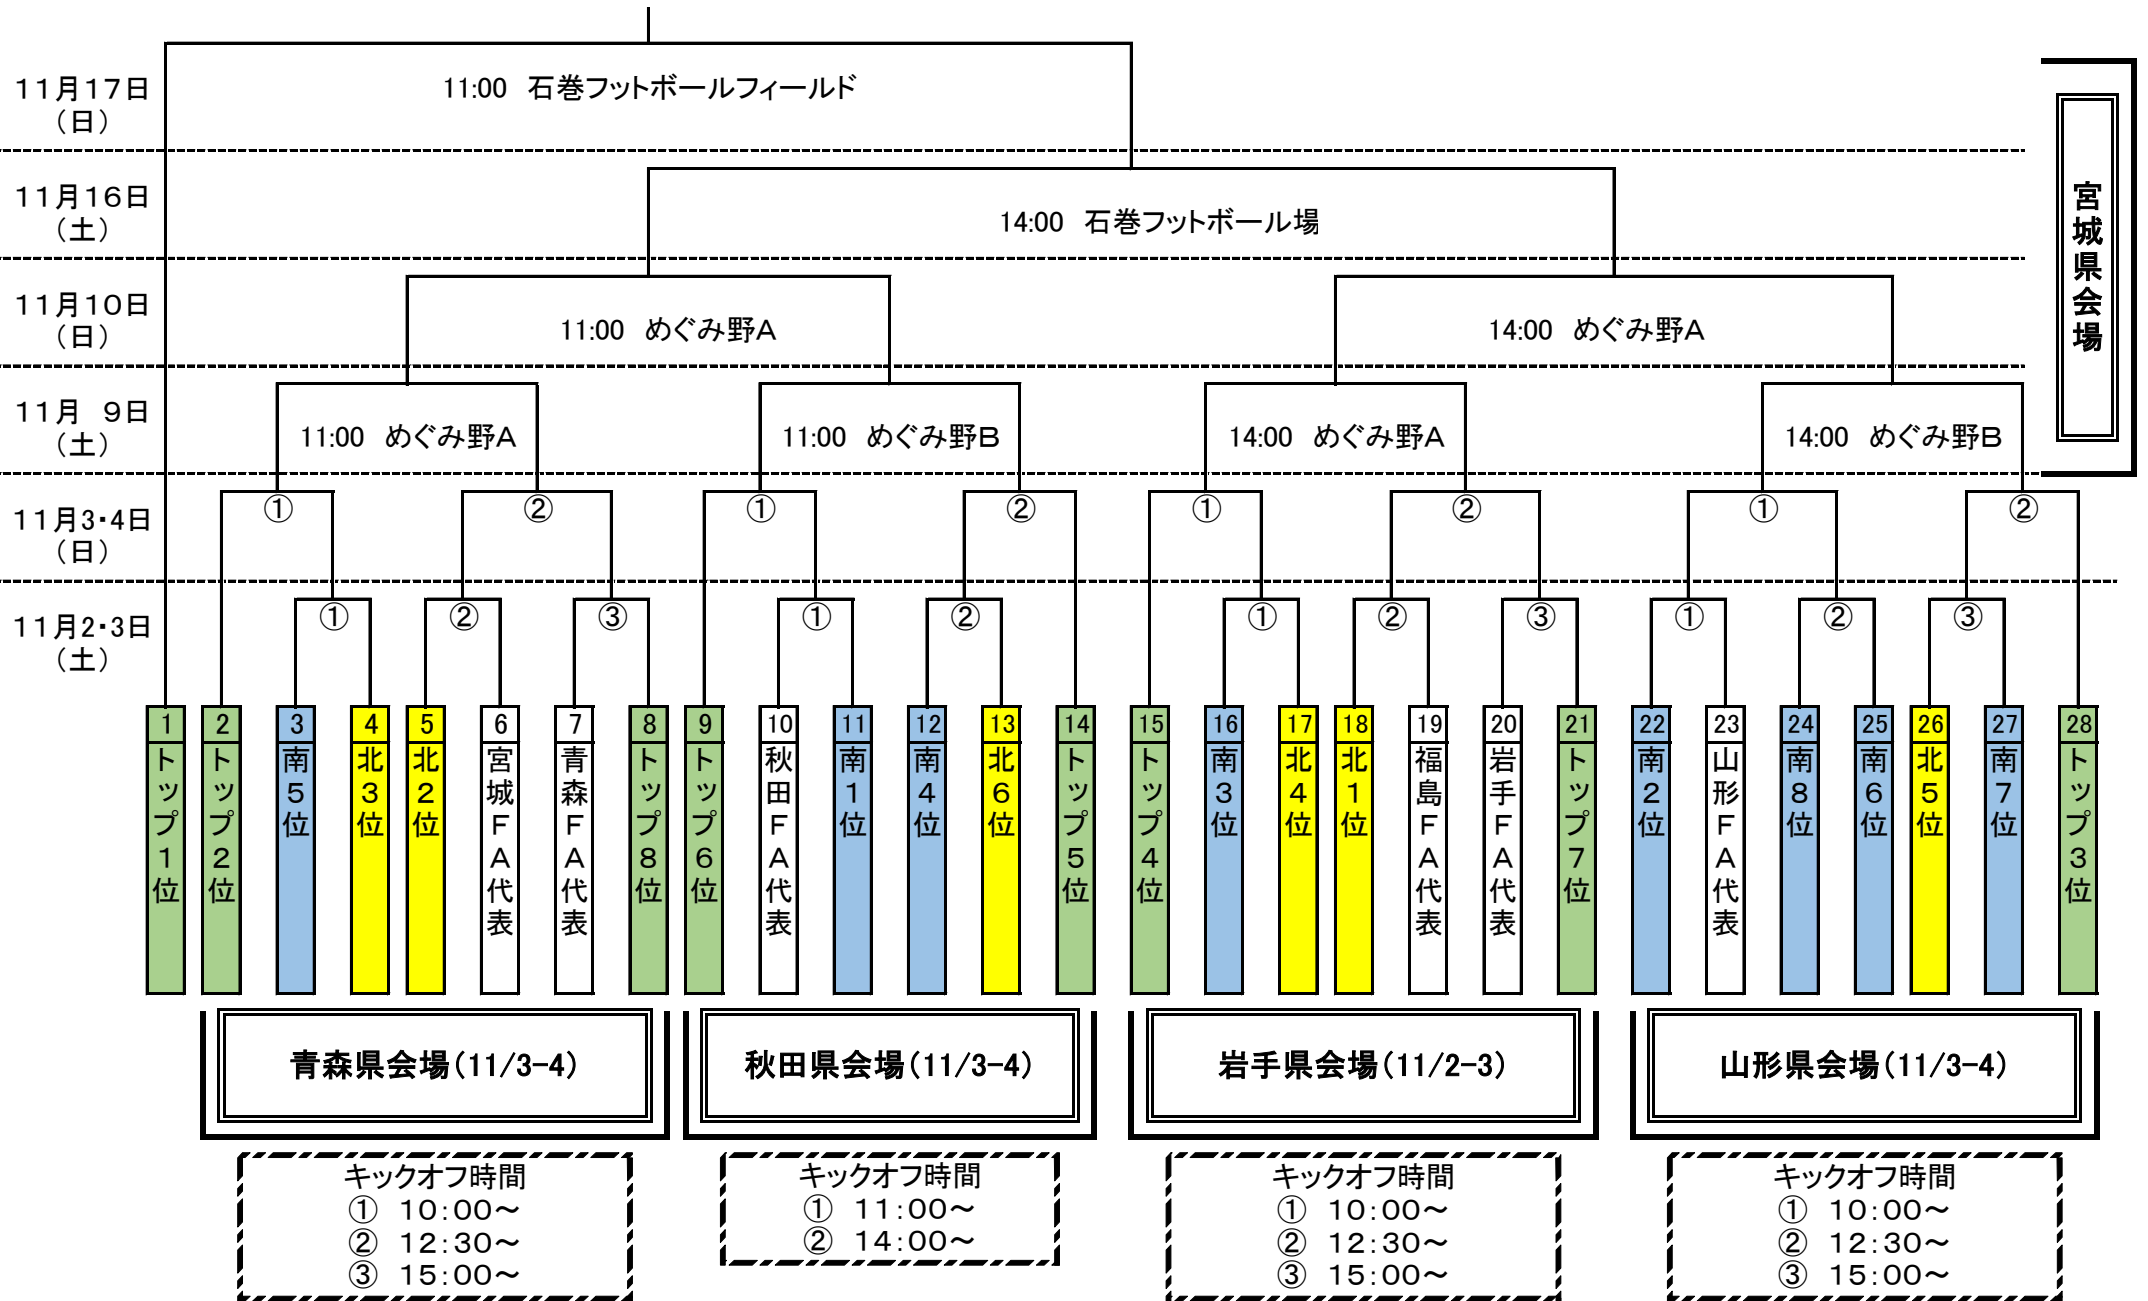 11月17日
（日）
11:00 石巻フットボールフィールド
11月16日
（土）
14:00 石巻フットボール場
11月10日
（日）
11:00 めぐみ野A
14:00 めぐみ野A
11月 9日
（土）
11:00 めぐみ野A
11:00 めぐみ野B
14:00 めぐみ野A
14:00 めぐみ野B
宮城県会場
11月3・4日
（日）
① ② ① ② ① ② ① ②
11月2・3日
（土）
① ② ③ ① ② ① ② ③ ① ② ③
1 トップ1位
2 トップ2位
3 南5位
4 北3位
5 北2位
6 宮城FA代表
7 青森FA代表
8 トップ8位
9 トップ6位
10 秋田FA代表
11 南1位
12 南4位
13 北6位
14 トップ5位
15 トップ4位
16 南3位
17 北4位
18 北1位
19 福島FA代表
20 岩手FA代表
21 トップ7位
22 南2位
23 山形FA代表
24 南8位
25 南6位
26 北5位
27 南7位
28 トップ3位
青森県会場(11/3-4)
秋田県会場(11/3-4)
岩手県会場(11/2-3)
山形県会場(11/3-4)
キックオフ時間
① 10:00～
② 12:30～
③ 15:00～
キックオフ時間
① 11:00～
② 14:00～
キックオフ時間
① 10:00～
② 12:30～
③ 15:00～
キックオフ時間
① 10:00～
② 12:30～
③ 15:00～